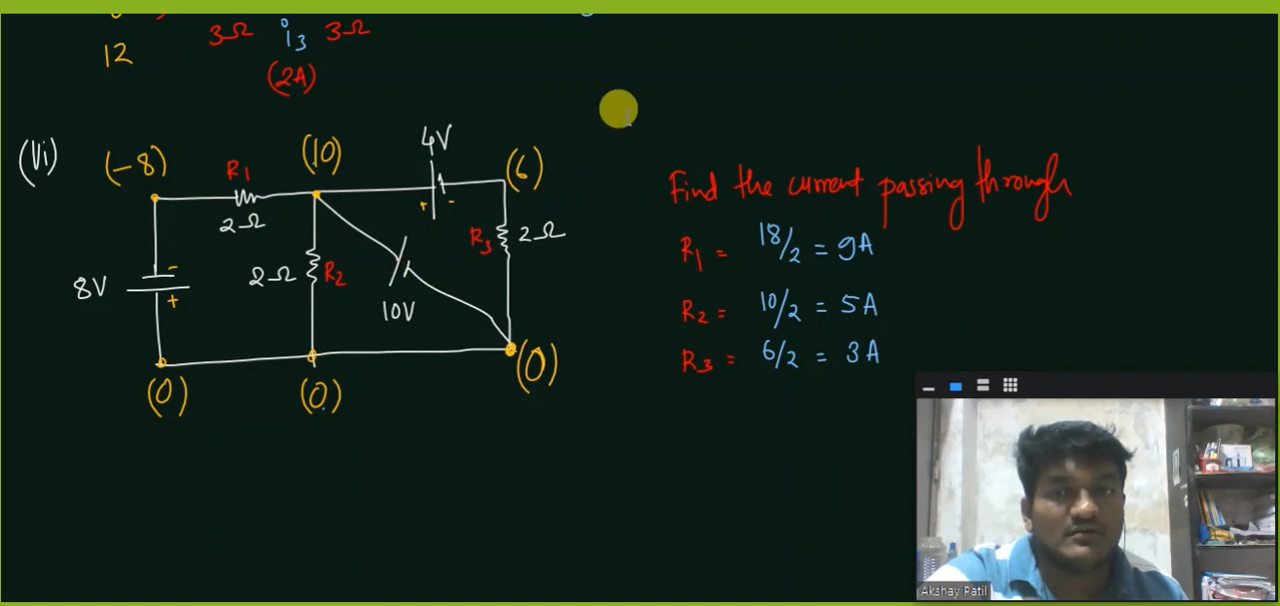 12
3Ω i3 3Ω
(2A)
(vi)
(-8) R1 (10) 4V (6)
2Ω
+ -
8V - + 2Ω R2 10V R3 2Ω
(0) (0) (0)
Find the current passing through
R1 = 18/2 = 9A
R2 = 10/2 = 5A
R3 = 6/2 = 3A
Akshay Patil